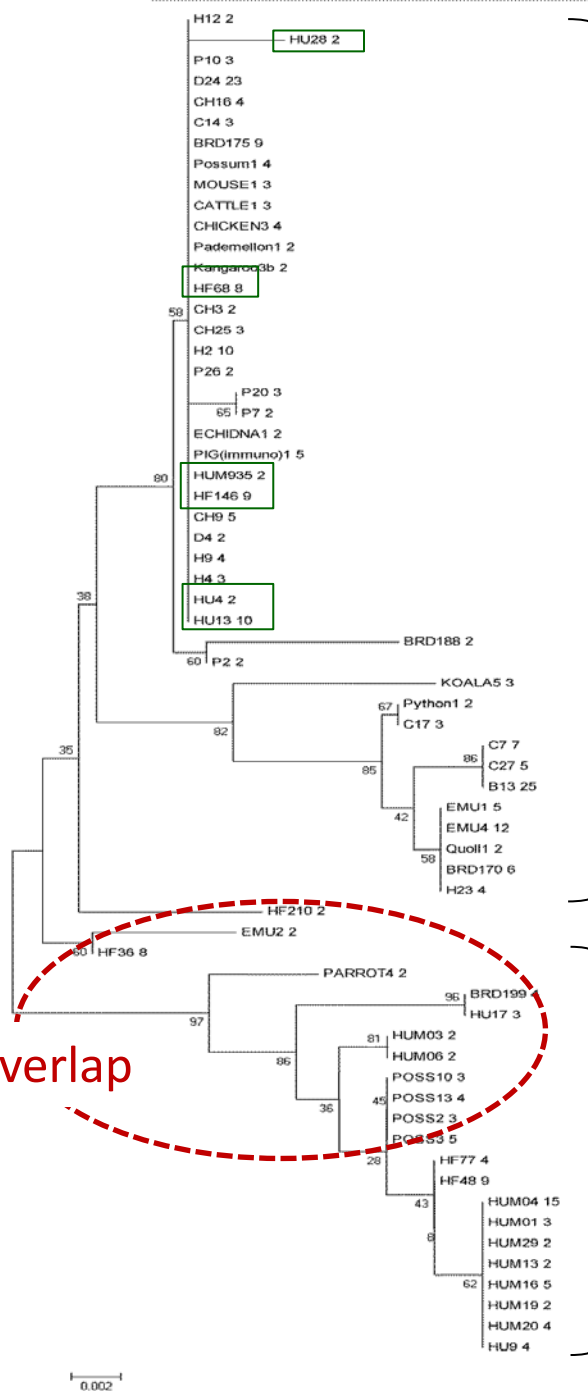 H12 2
HU28 2
P10 3
D24 23
CH16 4
C14 3
BRD175 9
Possum1 4
MOUSE1 3
CATTLE1 3
CHICKEN3 4
Pademellon1 2
Kangaroo3b 2
HF68 8
58
CH3 2
CH25 3
H2 10
P26 2
P20 3
65
P7 2
ECHIDNA1 2
PIG(immuno)1 5
80
HUM935 2
HF146 9
CH9 5
D4 2
H9 4
H4 3
38
HU4 2
HU13 10
BRD188 2
60
P2 2
KOALA5 3
67
Python1 2
82
C17 3
35
C7 7
86
C27 5
85
B13 25
EMU1 5
42
EMU4 12
Quoll1 2
58
BRD170 6
H23 4
HF210 2
EMU2 2
60
HF36 8
PARROT4 2
96
BRD199 4
97
HU17 3
81
HUM03 2
86
HUM06 2
verlap
POSS10 3
45
POSS13 4
36
POSS2 3
POSS3 5
28
HF77 4
HF48 9
43
HUM04 15
HUM01 3
8
HUM29 2
HUM13 2
62
HUM16 5
HUM19 2
HUM20 4
HU9 4
0.002